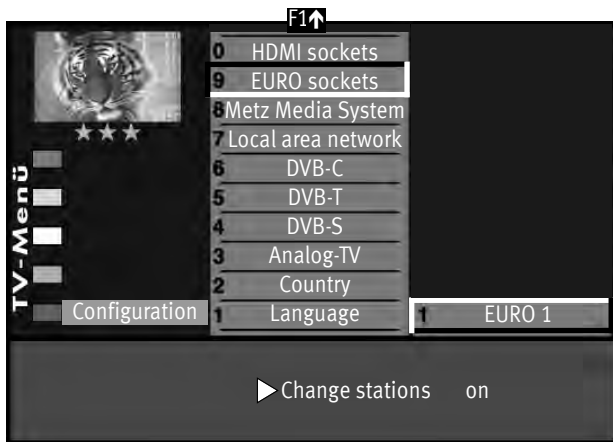 F1↑
0 HDMI sockets
9 EURO sockets
8 Metz Media System
7 Local area network
6 DVB-C
5 DVB-T
4 DVB-S
3 Analog-TV
2 Country
TV-Menü
Configuration 1 Language 1 EURO 1
▷Change stations on